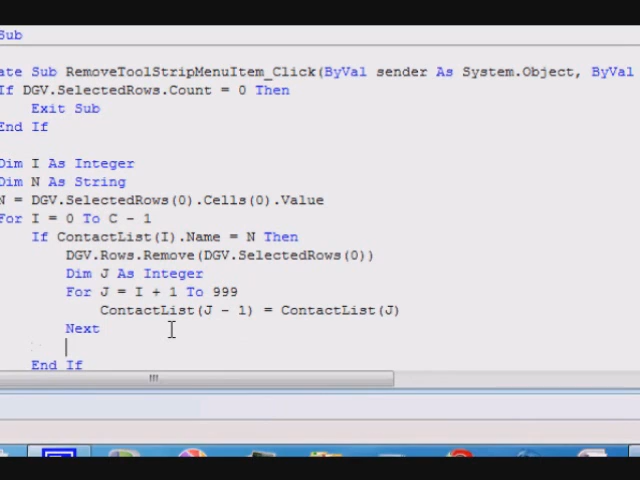 Sub
ate Sub RemoveToolStripMenuItem_Click(ByVal sender As System.Object, ByVal
If DGV.SelectedRows.Count = 0 Then
Exit Sub
End If
Dim I As Integer
Dim N As String
N = DGV.SelectedRows(0).Cells(0).Value
For I = 0 To C - 1
If ContactList(I).Name = N Then
DGV.Rows.Remove(DGV.SelectedRows(0))
Dim J As Integer
For J = I + 1 To 999
ContactList(J - 1) = ContactList(J)
Next
End If